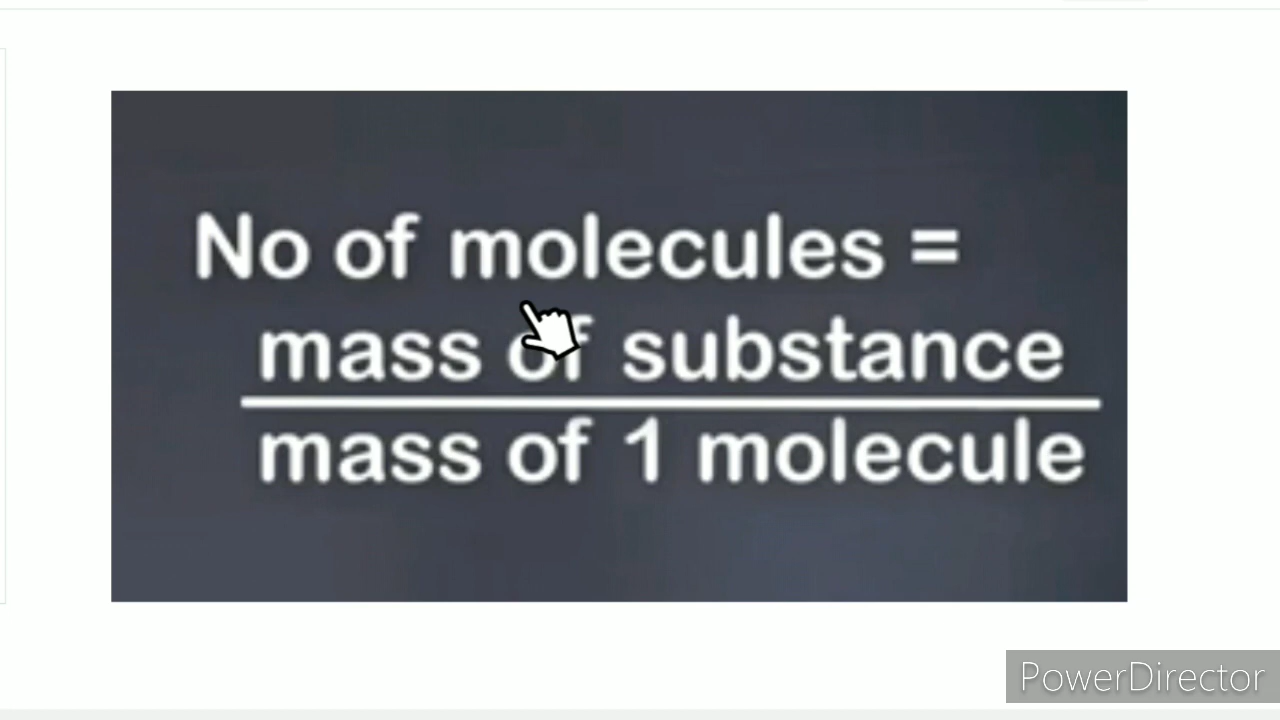 No of molecules =
mass of substance
mass of 1 molecule
PowerDirector